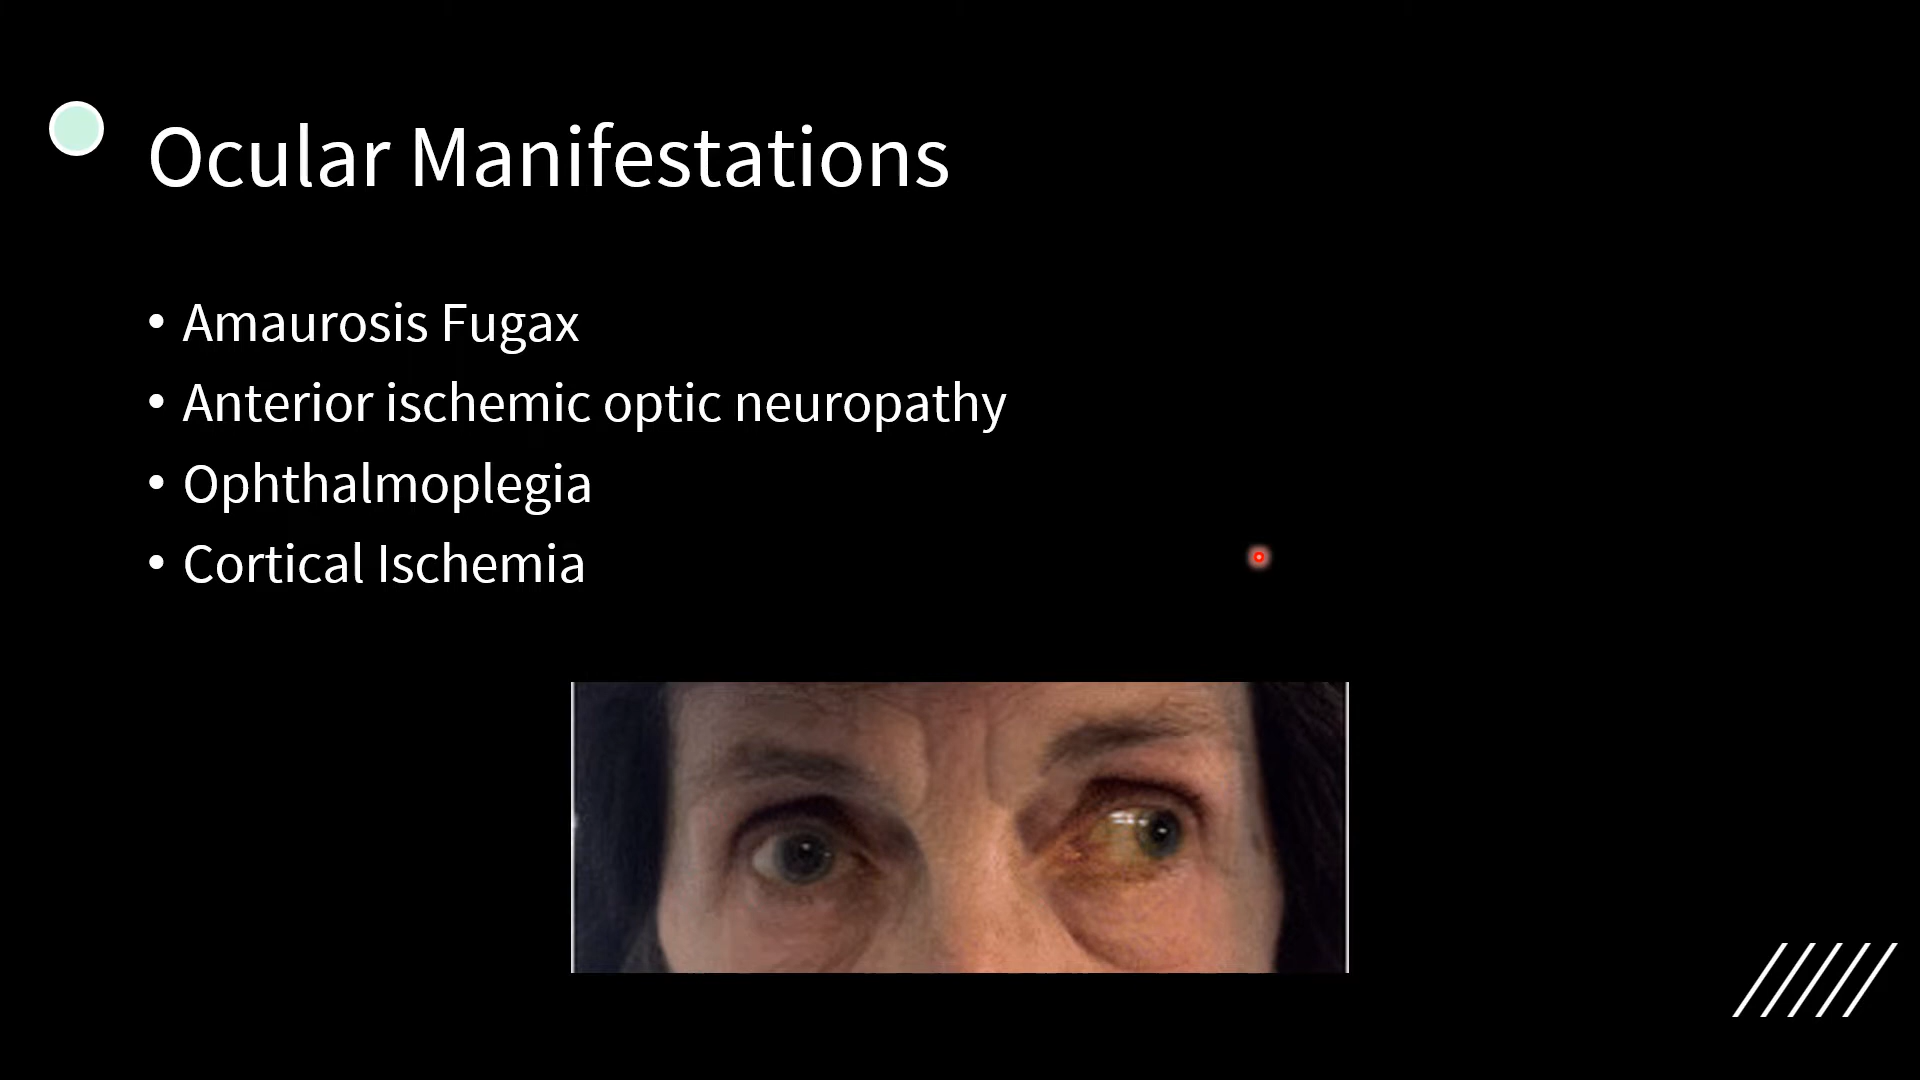 Ocular Manifestations
• Amaurosis Fugax
• Anterior ischemic optic neuropathy
• Ophthalmoplegia
• Cortical Ischemia